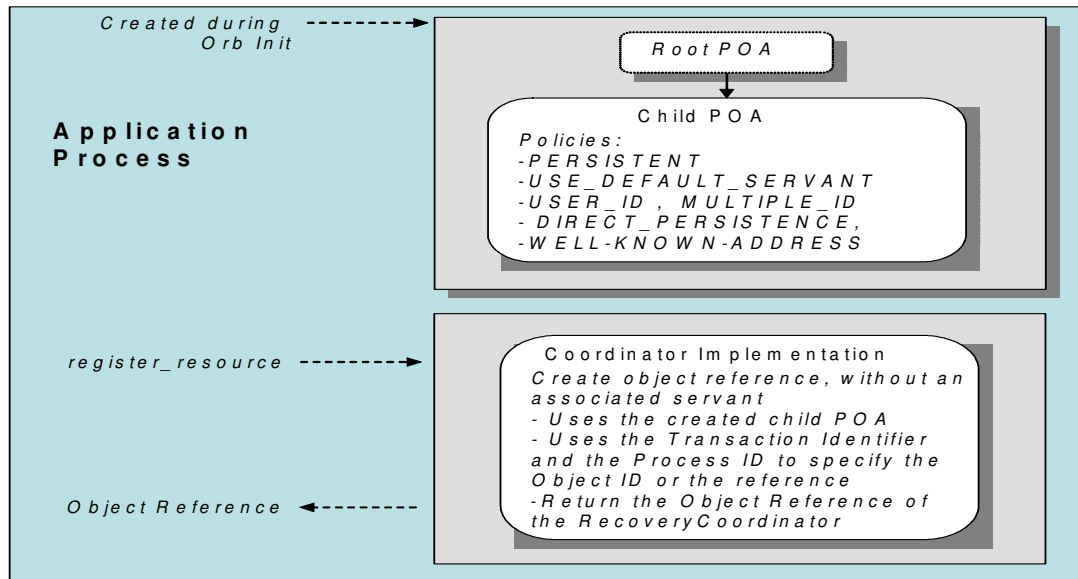 Created during
Orb Init
Root POA
Child POA
Application
Process
Policies:
-PERSISTENT
-USE_DEFAULT_SERVANT
-USER_ID , MULTIPLE_ID
- DIRECT_PERSISTENCE,
-WELL-KNOWN-ADDRESS
register_resource
Coordinator Implementation
Create object reference, without an
associated servant
- Uses the created child POA
- Uses the Transaction Identifier
and the Process ID to specify the
Object ID or the reference
-Return the Object Reference of
the RecoveryCoordinator
Object Reference